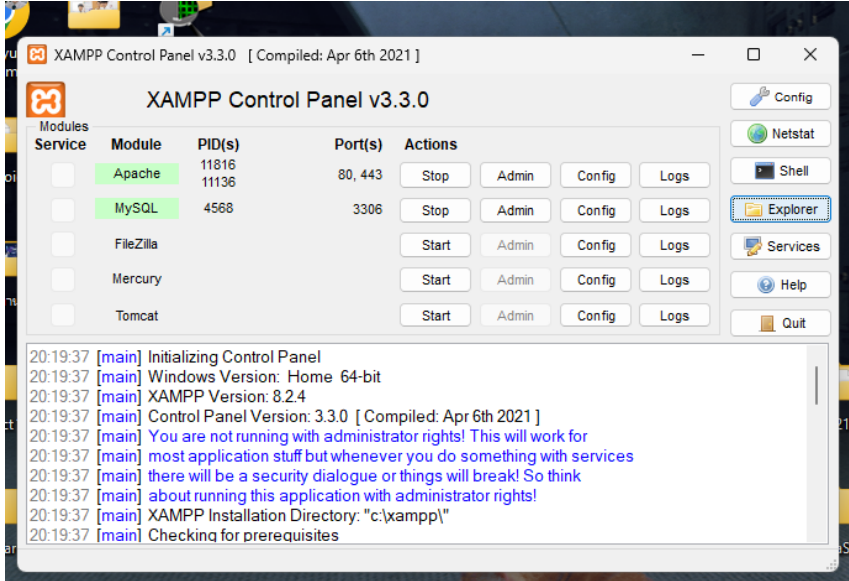 XAMPP Control Panel v3.3.0 [ Compiled: Apr 6th 2021 ]
XAMPP Control Panel v3.3.0
Modules
Service Module PID(s) Port(s) Actions
Apache 11816 11136 80, 443 Stop Admin Config Logs
MySQL 4568 3306 Stop Admin Config Logs
FileZilla Start Admin Config Logs
Mercury Start Admin Config Logs
Tomcat Start Admin Config Logs
Config
Netstat
Shell
Explorer
Services
Help
Quit
20:19:37 [main] Initializing Control Panel
20:19:37 [main] Windows Version: Home 64-bit
20:19:37 [main] XAMPP Version: 8.2.4
20:19:37 [main] Control Panel Version: 3.3.0 [ Compiled: Apr 6th 2021 ]
20:19:37 [main] You are not running with administrator rights! This will work for
20:19:37 [main] most application stuff but whenever you do something with services
20:19:37 [main] there will be a security dialogue or things will break! So think
20:19:37 [main] about running this application with administrator rights!
20:19:37 [main] XAMPP Installation Directory: "c:\xampp\"
20:19:37 [main] Checking for prerequisites